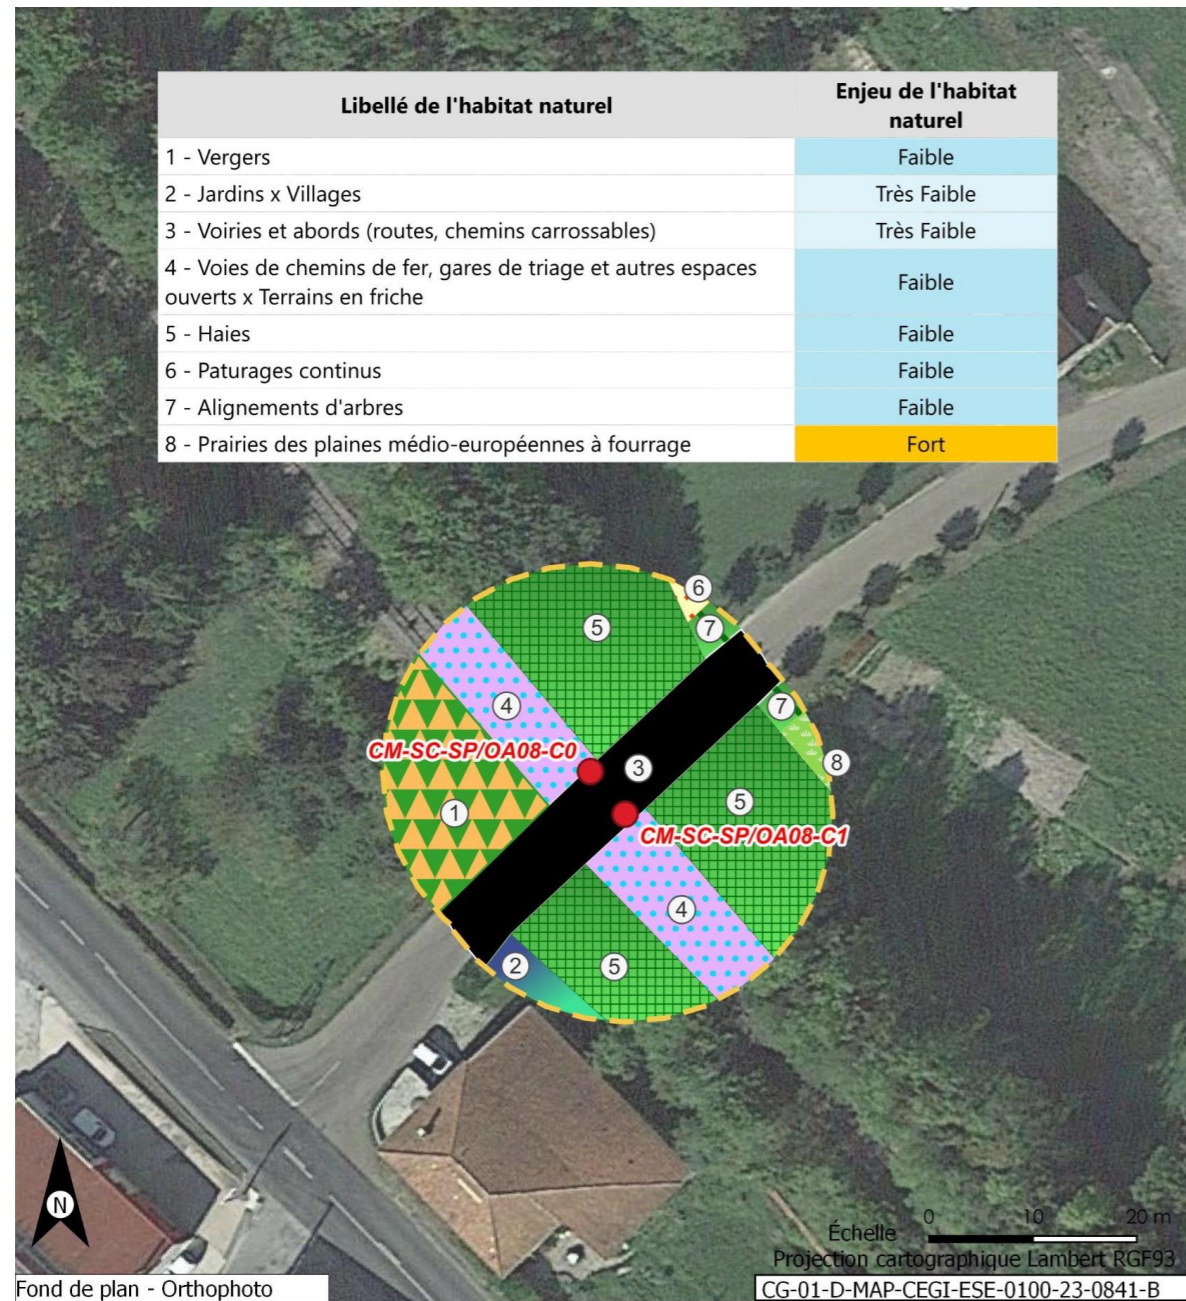 Libellé de l'habitat naturel
Enjeu de l'habitat
naturel
1 - Vergers
Faible
2 - Jardins x Villages
Très Faible
3 - Voiries et abords (routes, chemins carrossables)
Très Faible
4 - Voies de chemins de fer, gares de triage et autres espaces
ouverts x Terrains en friche
Faible
5 - Haies
Faible
6 - Paturages continus
Faible
7 - Alignements d'arbres
Faible
8 - Prairies des plaines médio-européennes à fourrage
Fort
6
5
7
4
7
CM-SC-SP/OA08-C0
3
8
1
5
CM-SC-SP/OA08-C1
4
2
5
N
Échelle
0 10 20 m
Projection cartographique Lambert RGF93
Fond de plan - Orthophoto
CG-01-D-MAP-CEGI-ESE-0100-23-0841-B